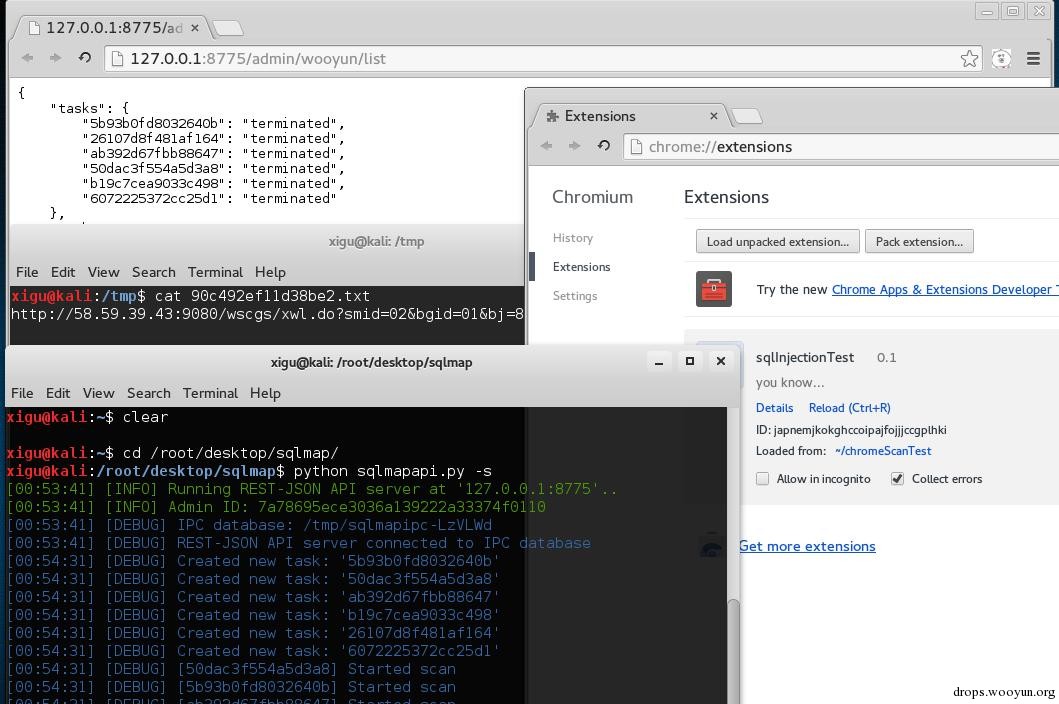 127.0.0.1:8775/ad
127.0.0.1:8775/admin/wooyun/list
{
"tasks": {
"5b93b0fd8032640b": "terminated",
"26107d8f481af164": "terminated",
"ab392d67fbb88647": "terminated",
"50dac3f554a5d3a8": "terminated",
"b19c7cea9033c498": "terminated",
"6072225372cc25d1": "terminated"
},
xigu@kali: /tmp
File Edit View Search Terminal Help
xigu@kali:/tmp$ cat 90c492ef11d38be2.txt
http://58.59.39.43:9080/wscgs/xwl.do?smid=02&bgid=01&bj=8
xigu@kali: /root/desktop/sqlmap
File Edit View Search Terminal Help
xigu@kali:~$ clear
xigu@kali:~$ cd /root/desktop/sqlmap/
xigu@kali:/root/desktop/sqlmap$ python sqlmapapi.py -s
[00:53:41] [INFO] Running REST-JSON API server at '127.0.0.1:8775'..
[00:53:41] [INFO] Admin ID: 7a78695ece3036a139222a33374f0110
[00:53:41] [DEBUG] IPC database: /tmp/sqlmapipc-LzVLWd
[00:53:41] [DEBUG] REST-JSON API server connected to IPC database
[00:54:31] [DEBUG] Created new task: '5b93b0fd8032640b'
[00:54:31] [DEBUG] Created new task: '50dac3f554a5d3a8'
[00:54:31] [DEBUG] Created new task: 'ab392d67fbb88647'
[00:54:31] [DEBUG] Created new task: 'b19c7cea9033c498'
[00:54:31] [DEBUG] Created new task: '26107d8f481af164'
[00:54:31] [DEBUG] Created new task: '6072225372cc25d1'
[00:54:31] [DEBUG] [50dac3f554a5d3a8] Started scan
[00:54:31] [DEBUG] [5b93b0fd8032640b] Started scan
[00:54:31] [DEBUG] [ab392d67fbb88647] Started scan
Extensions
chrome://extensions
Chromium
History
Extensions
Settings
Extensions
Load unpacked extension...
Pack extension...
Try the new Chrome Apps & Extensions Developer T
sqlInjectionTest 0.1
you know...
Details Reload (Ctrl+R)
ID: japnemjkokghccoipajfojjjccgplhki
Loaded from: ~/chromeScanTest
Allow in incognito
Collect errors
Get more extensions
drops.wooyun.org